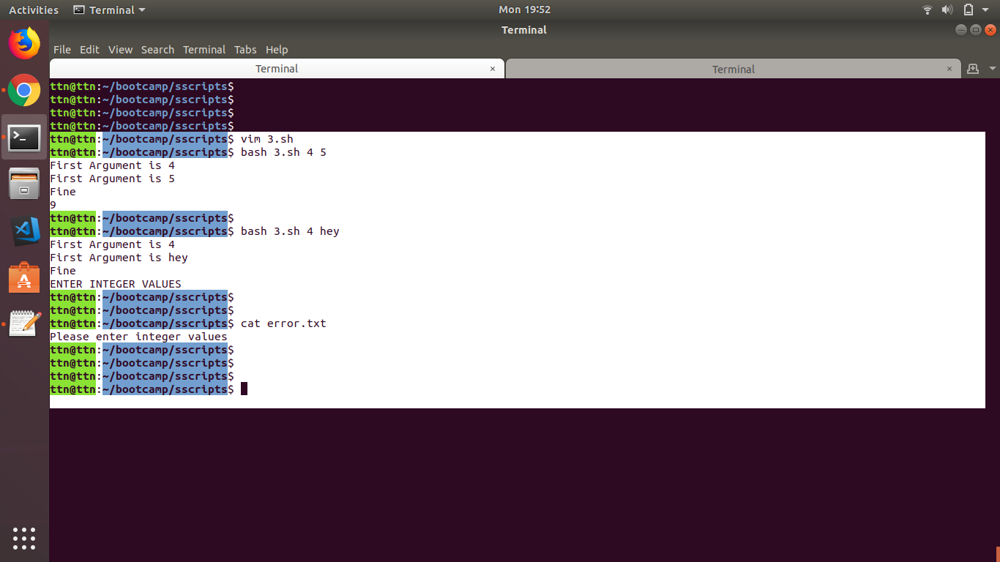 Activities Terminal Mon 19:52
Terminal
File Edit View Search Terminal Tabs Help
Terminal × Terminal ×
ttn@ttn:~/bootcamp/sscripts$
ttn@ttn:~/bootcamp/sscripts$
ttn@ttn:~/bootcamp/sscripts$
ttn@ttn:~/bootcamp/sscripts$
ttn@ttn:~/bootcamp/sscripts$ vim 3.sh
ttn@ttn:~/bootcamp/sscripts$ bash 3.sh 4 5
First Argument is 4
First Argument is 5
Fine
9
ttn@ttn:~/bootcamp/sscripts$
ttn@ttn:~/bootcamp/sscripts$ bash 3.sh 4 hey
First Argument is 4
First Argument is hey
Fine
ENTER INTEGER VALUES
ttn@ttn:~/bootcamp/sscripts$
ttn@ttn:~/bootcamp/sscripts$
ttn@ttn:~/bootcamp/sscripts$ cat error.txt
Please enter integer values
ttn@ttn:~/bootcamp/sscripts$
ttn@ttn:~/bootcamp/sscripts$
ttn@ttn:~/bootcamp/sscripts$
ttn@ttn:~/bootcamp/sscripts$